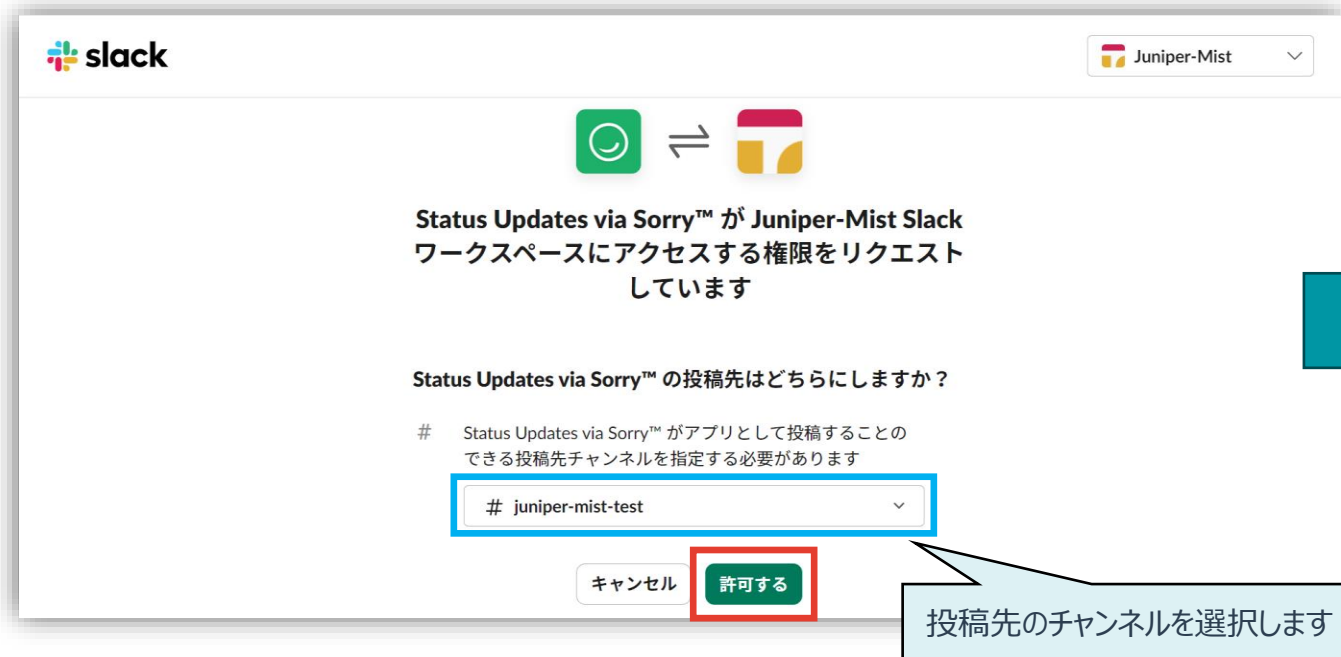 slack
Juniper-Mist
Status Updates via Sorry™ が Juniper-Mist Slack
ワークスペースにアクセスする権限をリクエスト
しています
Status Updates via Sorry™ の投稿先はどちらにしますか？
# Status Updates via Sorry™ がアプリとして投稿することの
できる投稿先チャンネルを指定する必要があります
# juniper-mist-test
キャンセル 許可する
投稿先のチャンネルを選択します